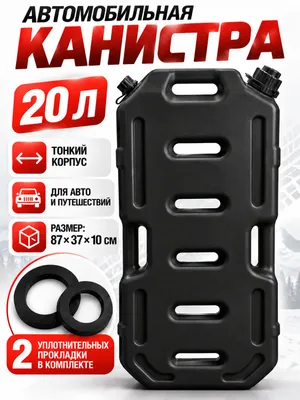 АВТОМОБИЛЬНАЯ
КАНИСТРА
20 Л
ТОНКИЙ
КОРПУС
ДЛЯ АВТО
И ПУТЕШЕСТВИЙ
РАЗМЕР:
87×37×10 СМ
2 УПЛОТНИТЕЛЬНЫХ
ПРОКЛАДКИ
В КОМПЛЕКТЕ